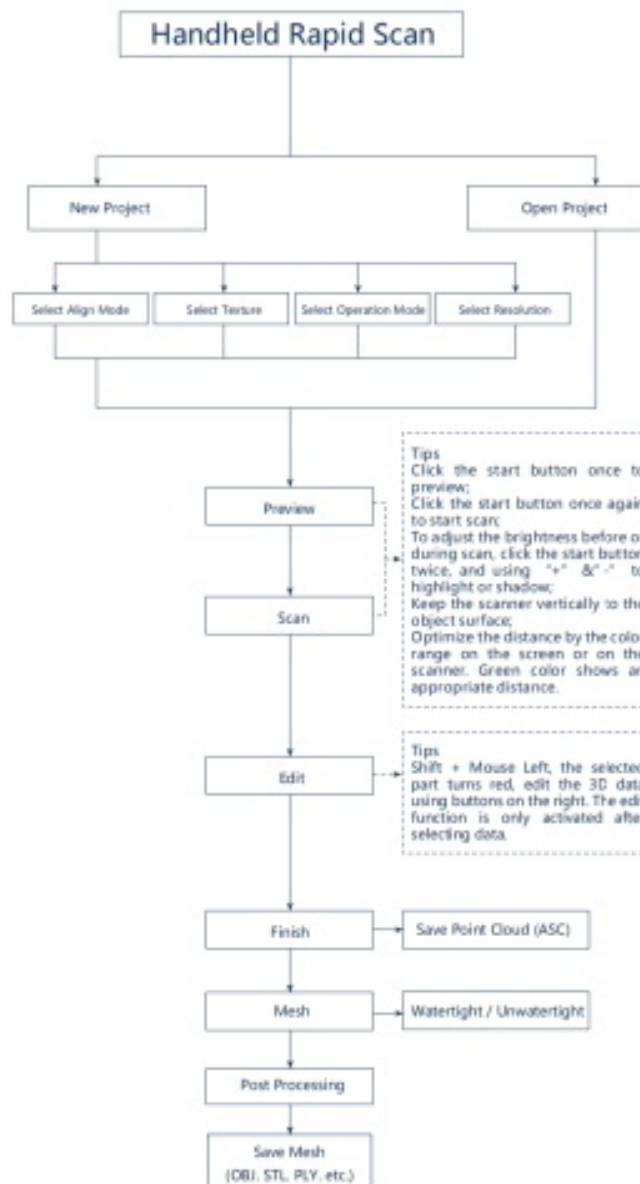 Handheld Rapid Scan
New Project
Open Project
Select Align Mode
Select Texture
Select Operation Mode
Select Resolution
Tips
Click the start button once to
preview;
Click the start button once again
to start scan;
To adjust the brightness before or
during scan, click the start button
twice, and using "+" &"-" to
highlight or shadow;
Keep the scanner vertically to the
object surface;
Optimize the distance by the color
range on the screen or on the
scanner. Green color shows an
appropriate distance.
Preview
Scan
Tips
Shift + Mouse Left, the selected
part turns red, edit the 3D data
using buttons on the right. The edit
function is only activated after
selecting data.
Edit
Finish
Save Point Cloud (ASC)
Mesh
Watertight / Unwatertight
Post Processing
Save Mesh
(OBJ. STL. PLY. etc.)